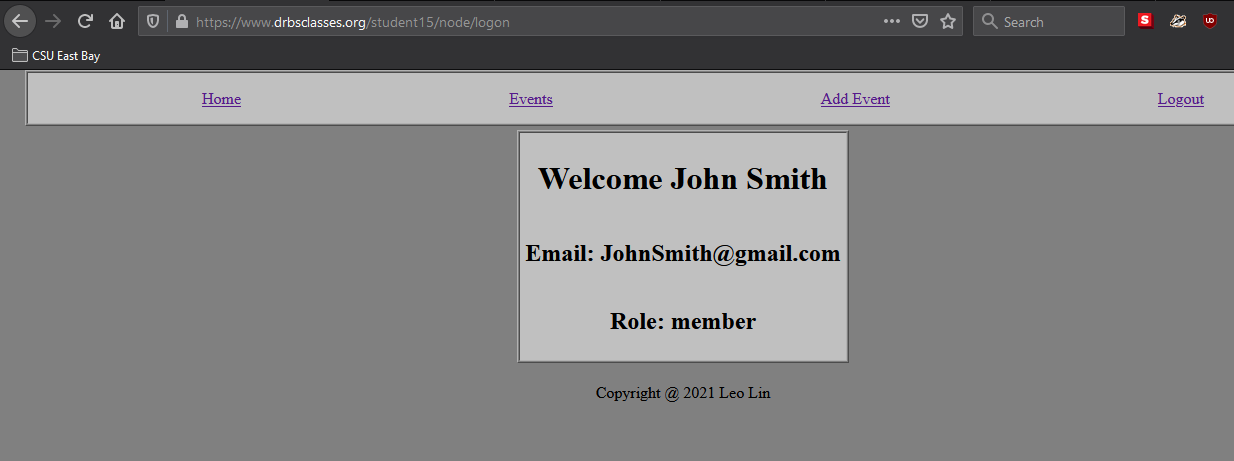 https://www.drbsclasses.org/student15/node/logon
Search
S
UD
CSU East Bay
Home Events Add Event Logout
Welcome John Smith
Email: JohnSmith@gmail.com
Role: member
Copyright @ 2021 Leo Lin